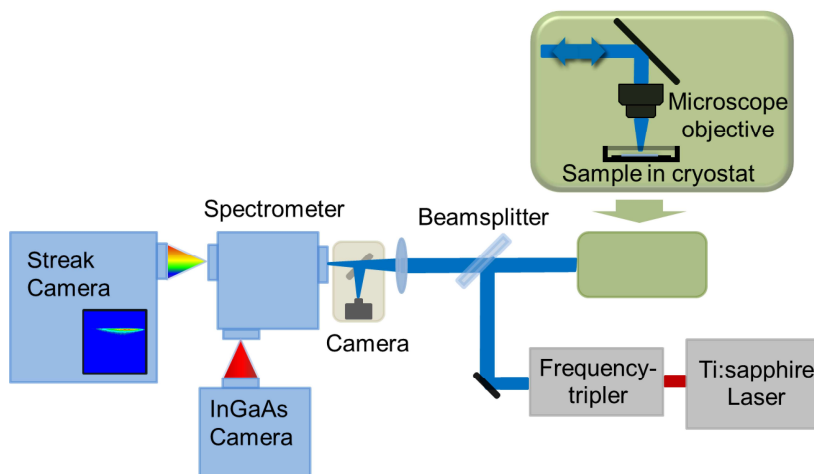 Microscope
objective
Sample in cryostat
Spectrometer
Beamsplitter
Streak
Camera
Camera
Frequency-
tripler
Ti:sapphire
Laser
InGaAs
Camera